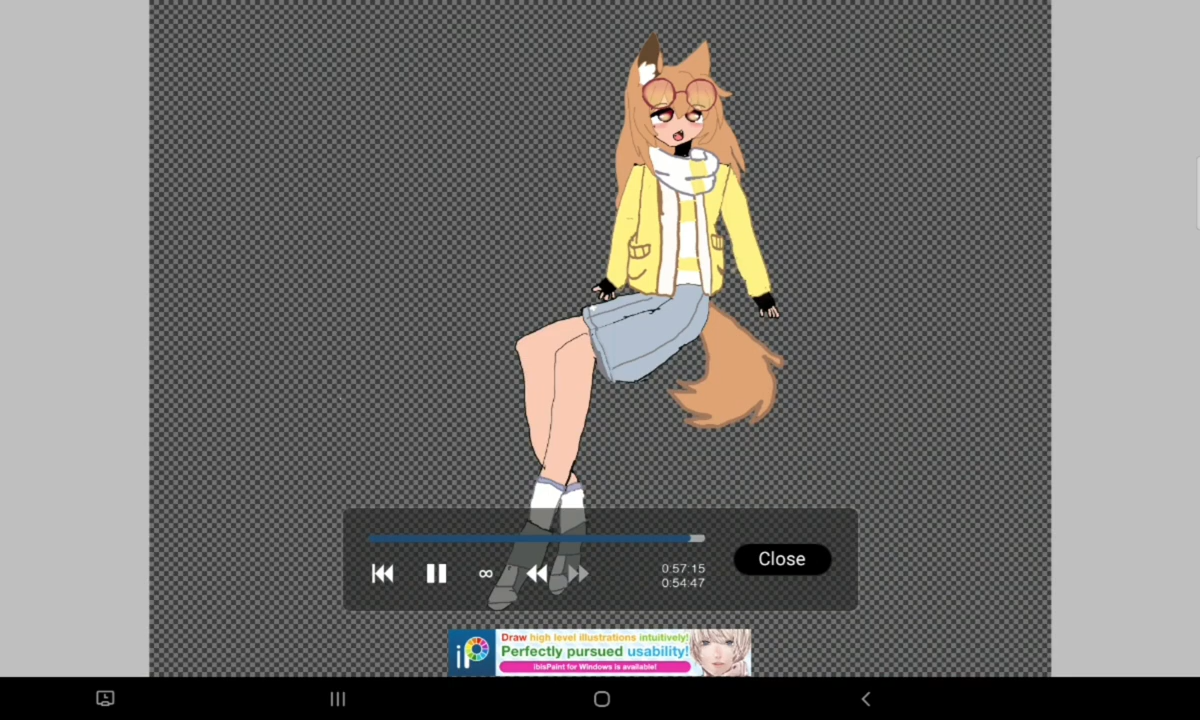 0:57:15
0:54:47
Close
iP
Draw high level illustrations intuitively!
Perfectly pursued usability!
ibisPaint for Windows is available!